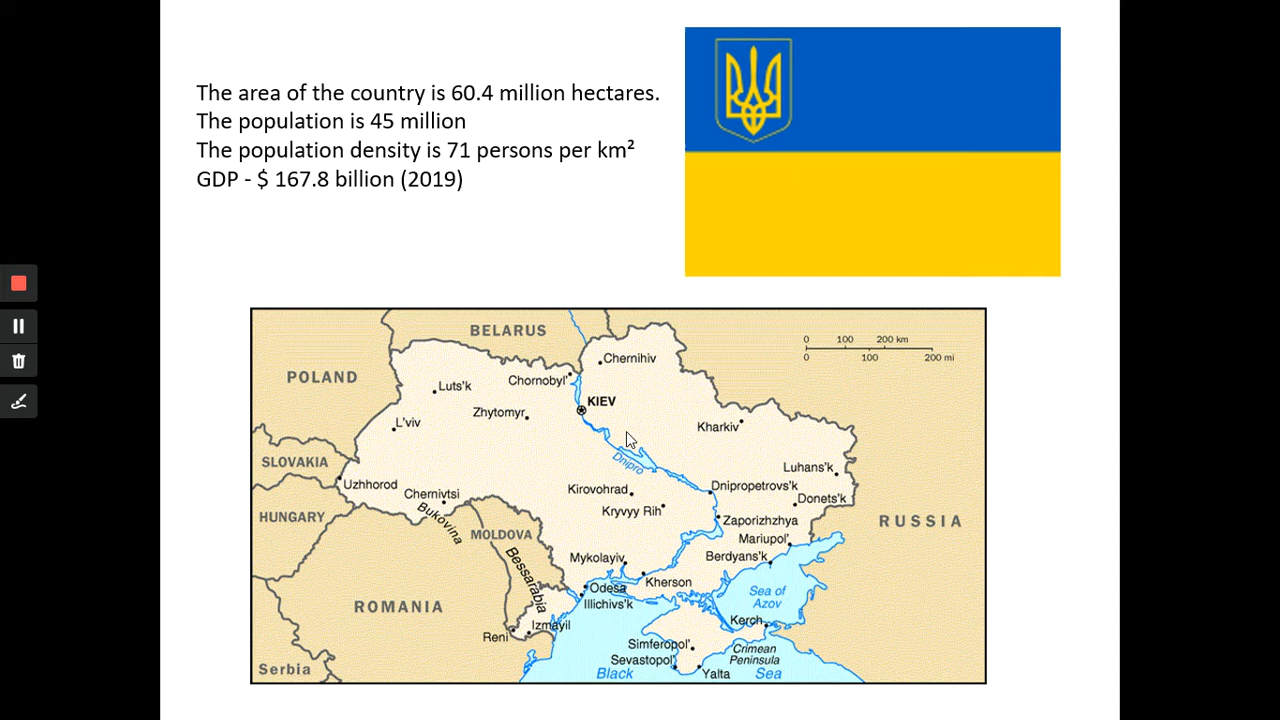 The area of the country is 60.4 million hectares.
The population is 45 million
The population density is 71 persons per km²
GDP - $ 167.8 billion (2019)
BELARUS
0 100 200 km
0 100 200 mi
Chernihiv
POLAND
Chornobyl'
Luts'k
KIEV
Zhytomyr
L'viv
Kharkiv
Dnipro
SLOVAKIA
Luhans'k
Uzhhorod
Dnipropetrovs'k
Chernivtsi
Kirovohrad
Donets'k
Kryvyy Rih
HUNGARY
Bukovina
Zaporizhzhya
RUSSIA
MOLDOVA
Mariupol'
Mykolayiv
Berdyans'k
Bessarabia
Odesa
Kherson
Sea of
Azov
Illichivs'k
ROMANIA
Kerch
Izmayil
Reni
Simferopol'
Crimean
Peninsula
Sevastopol'
Serbia
Black Sea
Yalta